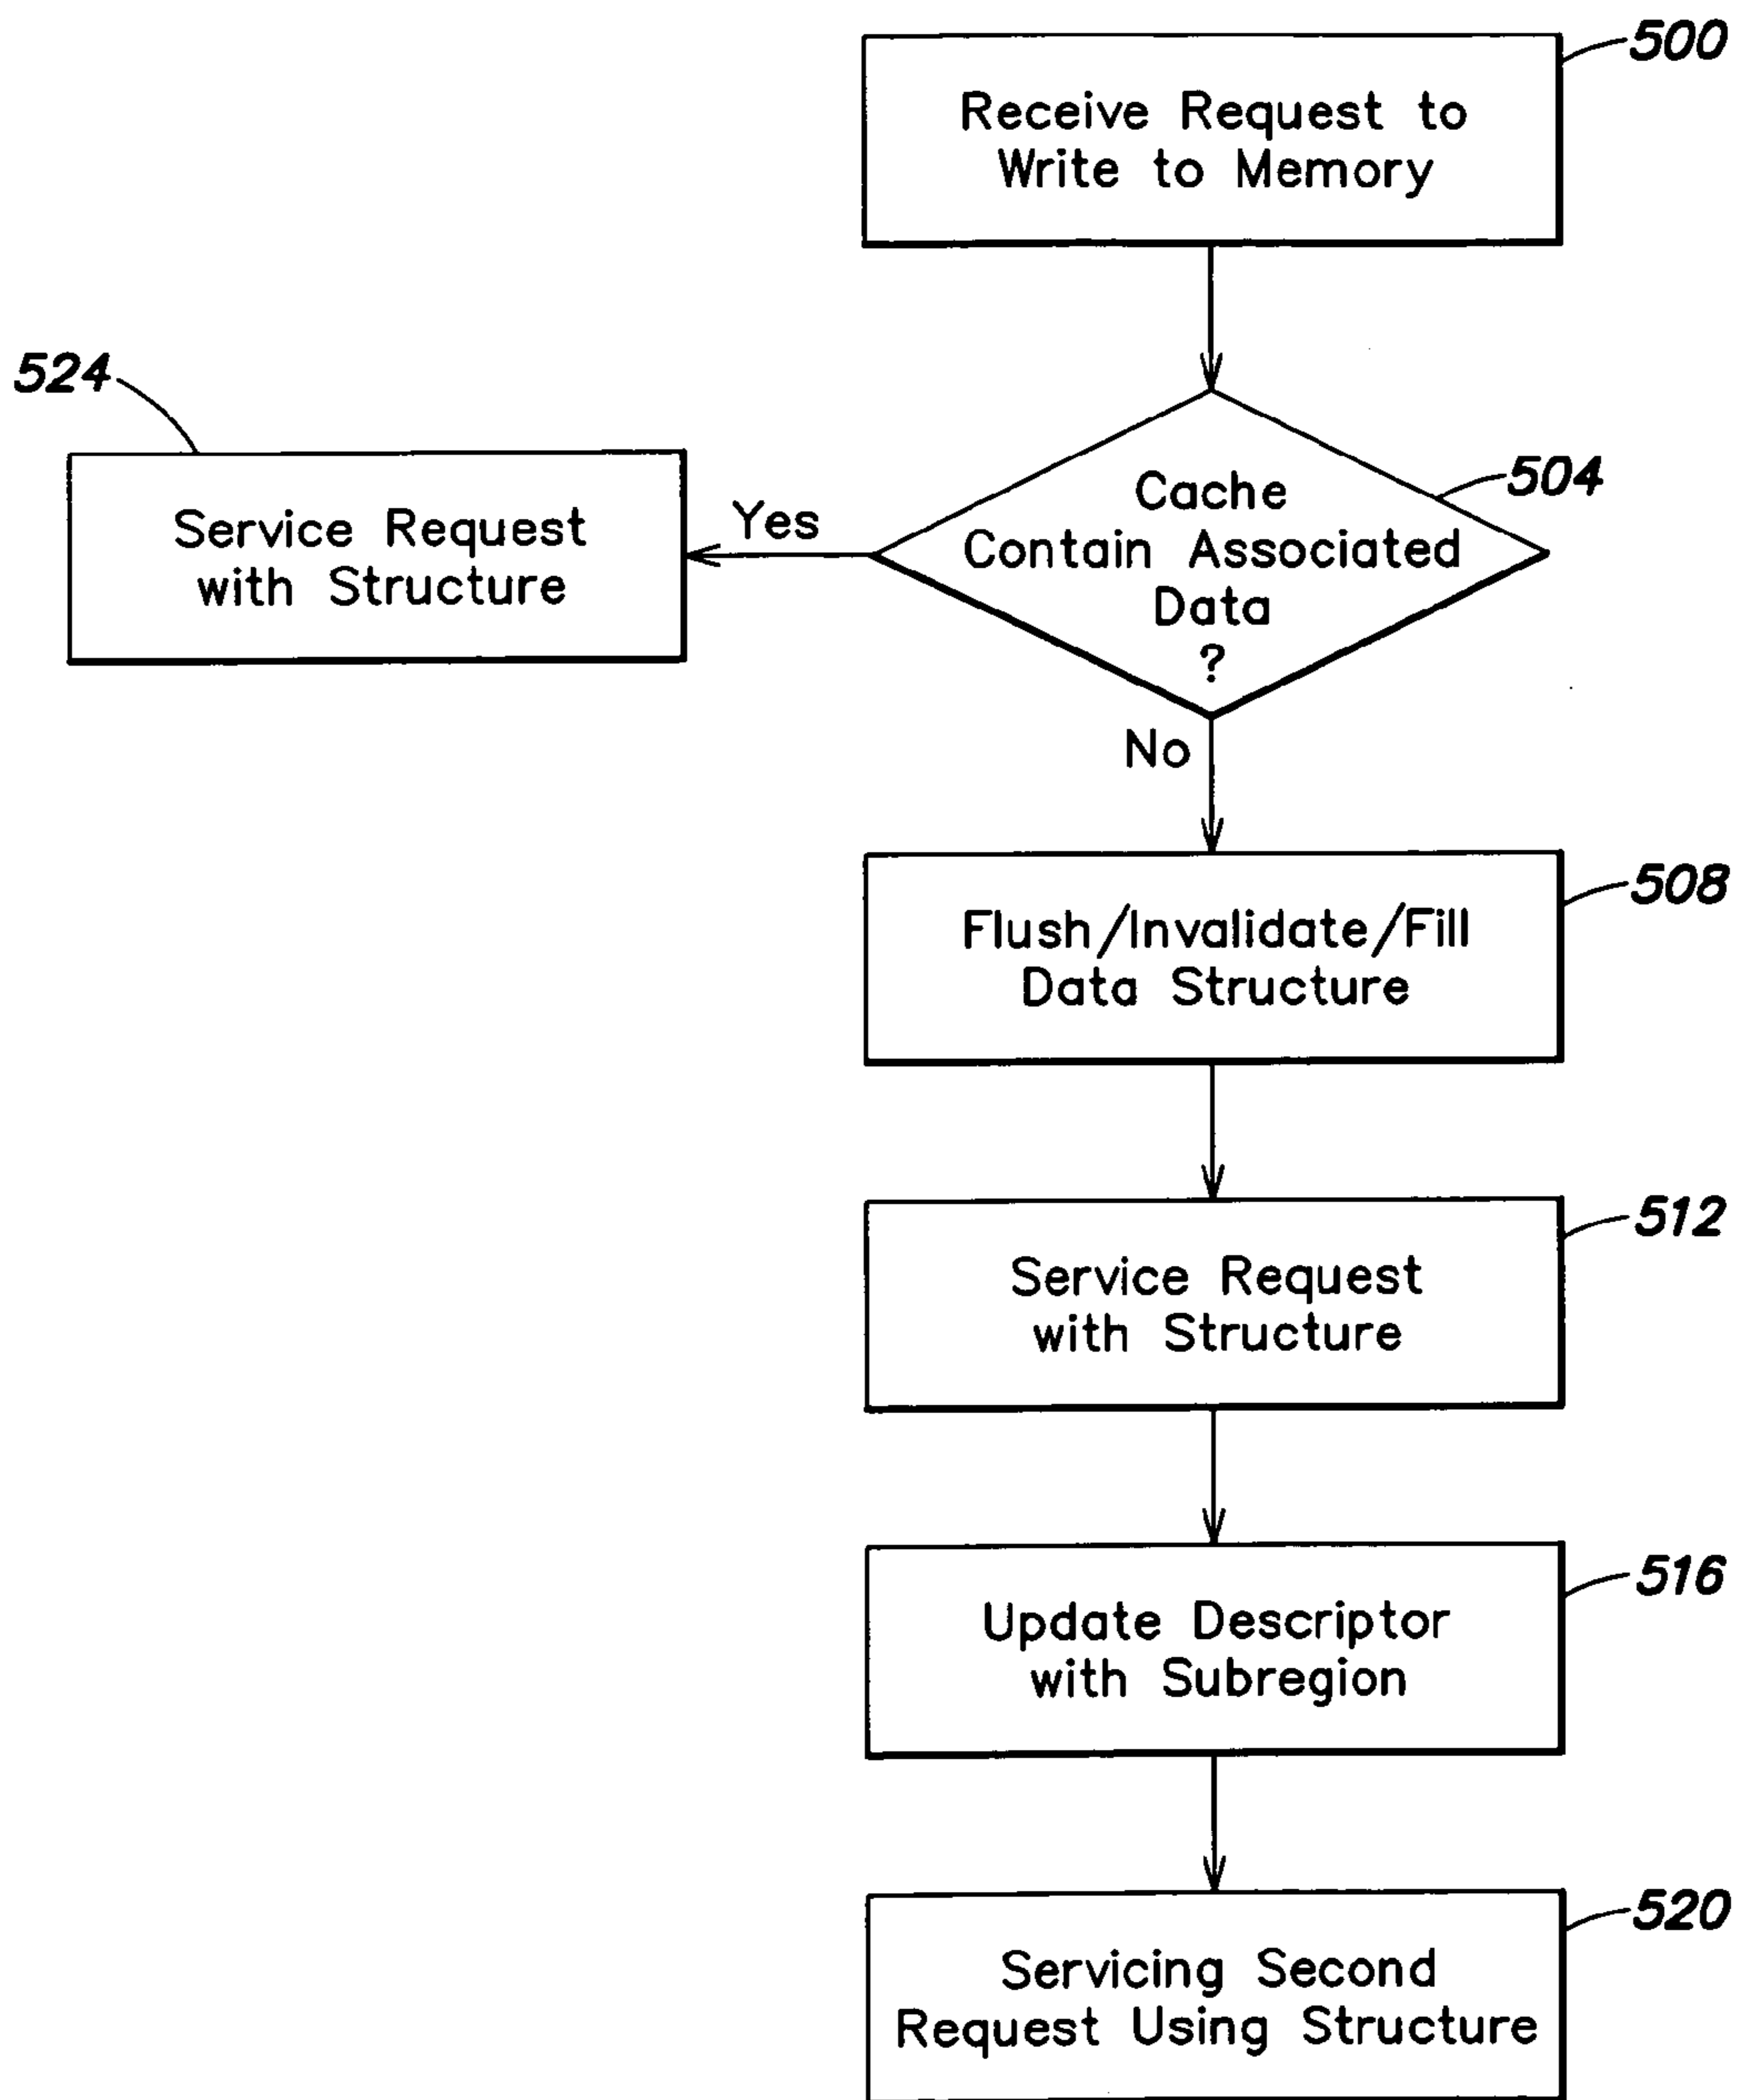 500
Receive Request to
Write to Memory
524
504
Cache
Contain Associated
Data
?
Yes
Service Request
with Structure
No
508
Flush/Invalidate/Fill
Data Structure
512
Service Request
with Structure
516
Update Descriptor
with Subregion
520
Servicing Second
Request Using Structure